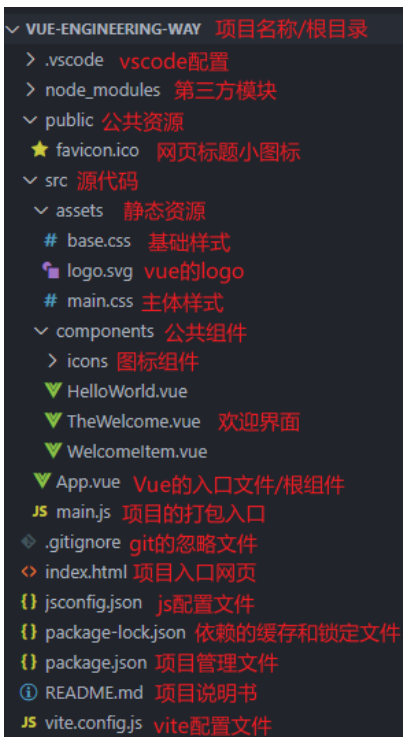 VUE-ENGINEERING-WAY 项目名称/根目录
.vscode vscode配置
node_modules 第三方模块
public 公共资源
favicon.ico 网页标题小图标
src 源代码
assets 静态资源
# base.css 基础样式
logo.svg vue的logo
# main.css 主体样式
components 公共组件
icons 图标组件
HelloWorld.vue
TheWelcome.vue 欢迎界面
WelcomeItem.vue
App.vue Vue的入口文件/根组件
JS main.js 项目的打包入口
.gitignore git的忽略文件
<> index.html 项目入口网页
{} jsconfig.json js配置文件
{} package-lock.json 依赖的缓存和锁定文件
{} package.json 项目管理文件
README.md 项目说明书
JS vite.config.js vite配置文件